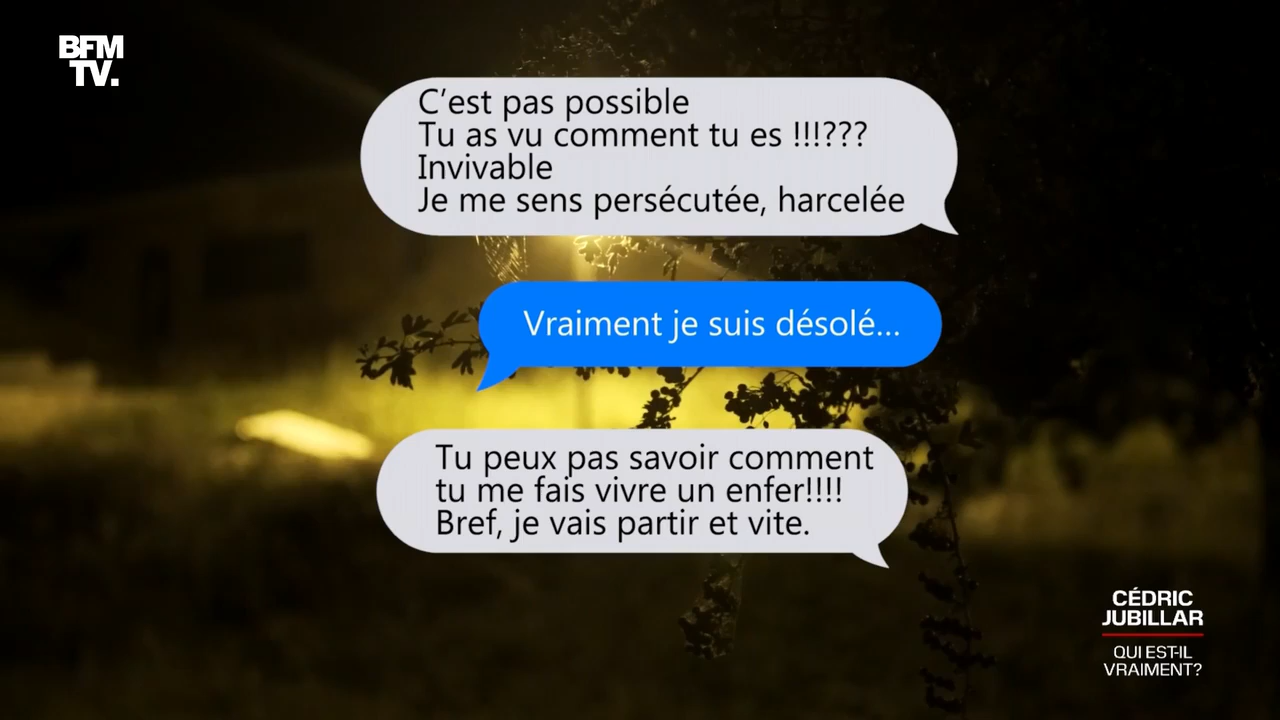 BFM
TV.
C’est pas possible
Tu as vu comment tu es !!!???
Invivable
Je me sens persécutée, harcelée
Vraiment je suis désolé...
Tu peux pas savoir comment
tu me fais vivre un enfer!!!!
Bref, je vais partir et vite.
CÉDRIC
JUBILLAR
QUI EST-IL
VRAIMENT?